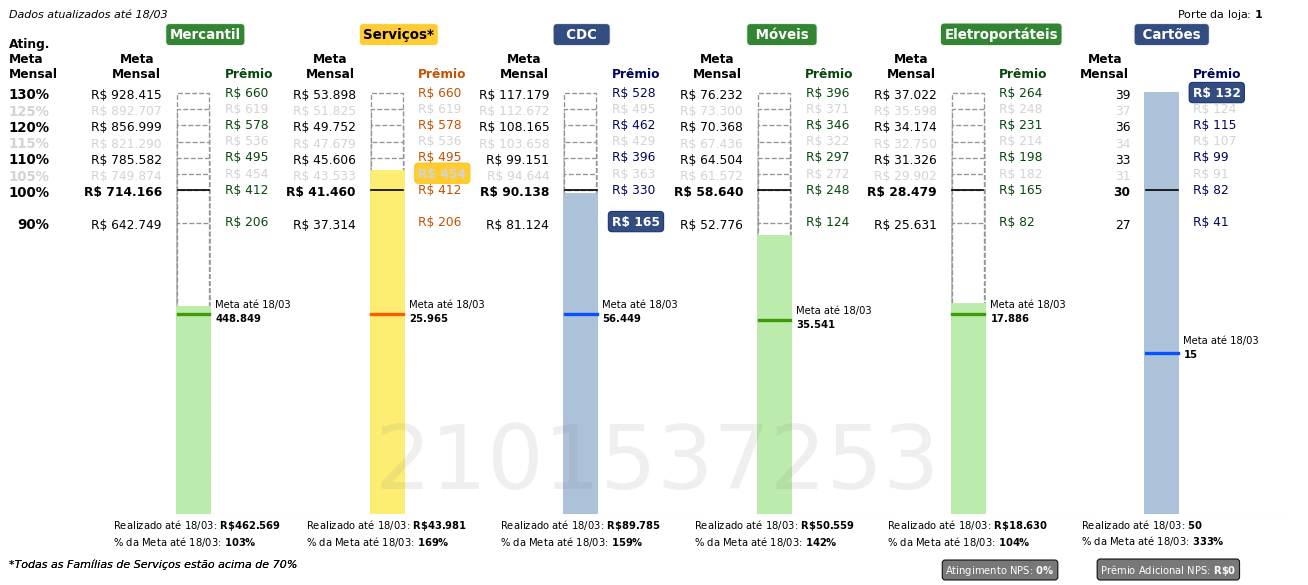 Dados atualizados até 18/03 Porte da loja: 1
Mercantil Serviços* CDC Móveis Eletroportáteis Cartões
Ating. Meta Mensal Meta Mensal Prêmio Meta Mensal Prêmio Meta Mensal Prêmio Meta Mensal Prêmio Meta Mensal Prêmio Meta Mensal Prêmio
130% R$ 928.415 R$ 660 R$ 53.898 R$ 660 R$ 117.179 R$ 528 R$ 76.232 R$ 396 R$ 37.022 R$ 264 39 R$ 132
125% R$ 892.707 R$ 619 R$ 51.825 R$ 619 R$ 112.672 R$ 495 R$ 73.300 R$ 371 R$ 35.598 R$ 248 37 R$ 124
120% R$ 856.999 R$ 578 R$ 49.752 R$ 578 R$ 108.165 R$ 462 R$ 70.368 R$ 346 R$ 34.174 R$ 231 36 R$ 115
115% R$ 821.290 R$ 536 R$ 47.679 R$ 536 R$ 103.658 R$ 429 R$ 67.436 R$ 322 R$ 32.750 R$ 214 34 R$ 107
110% R$ 785.582 R$ 495 R$ 45.606 R$ 495 R$ 99.151 R$ 396 R$ 64.504 R$ 297 R$ 31.326 R$ 198 33 R$ 99
105% R$ 749.874 R$ 454 R$ 43.533 R$ 454 R$ 94.644 R$ 363 R$ 61.572 R$ 272 R$ 29.902 R$ 182 31 R$ 91
100% R$ 714.166 R$ 412 R$ 41.460 R$ 412 R$ 90.138 R$ 330 R$ 58.640 R$ 248 R$ 28.479 R$ 165 30 R$ 82
90% R$ 642.749 R$ 206 R$ 37.314 R$ 206 R$ 81.124 R$ 165 R$ 52.776 R$ 124 R$ 25.631 R$ 82 27 R$ 41
Meta até 18/03 Meta até 18/03 Meta até 18/03 Meta até 18/03 Meta até 18/03 Meta até 18/03
448.849 25.965 56.449 35.541 17.886 15
2101537253
Realizado até 18/03: R$462.569 Realizado até 18/03: R$43.981 Realizado até 18/03: R$89.785 Realizado até 18/03: R$50.559 Realizado até 18/03: R$18.630 Realizado até 18/03: 50
% da Meta até 18/03: 103% % da Meta até 18/03: 169% % da Meta até 18/03: 159% % da Meta até 18/03: 142% % da Meta até 18/03: 104% % da Meta até 18/03: 333%
*Todas as Famílias de Serviços estão acima de 70% Atingimento NPS: 0% Prêmio Adicional NPS: R$0